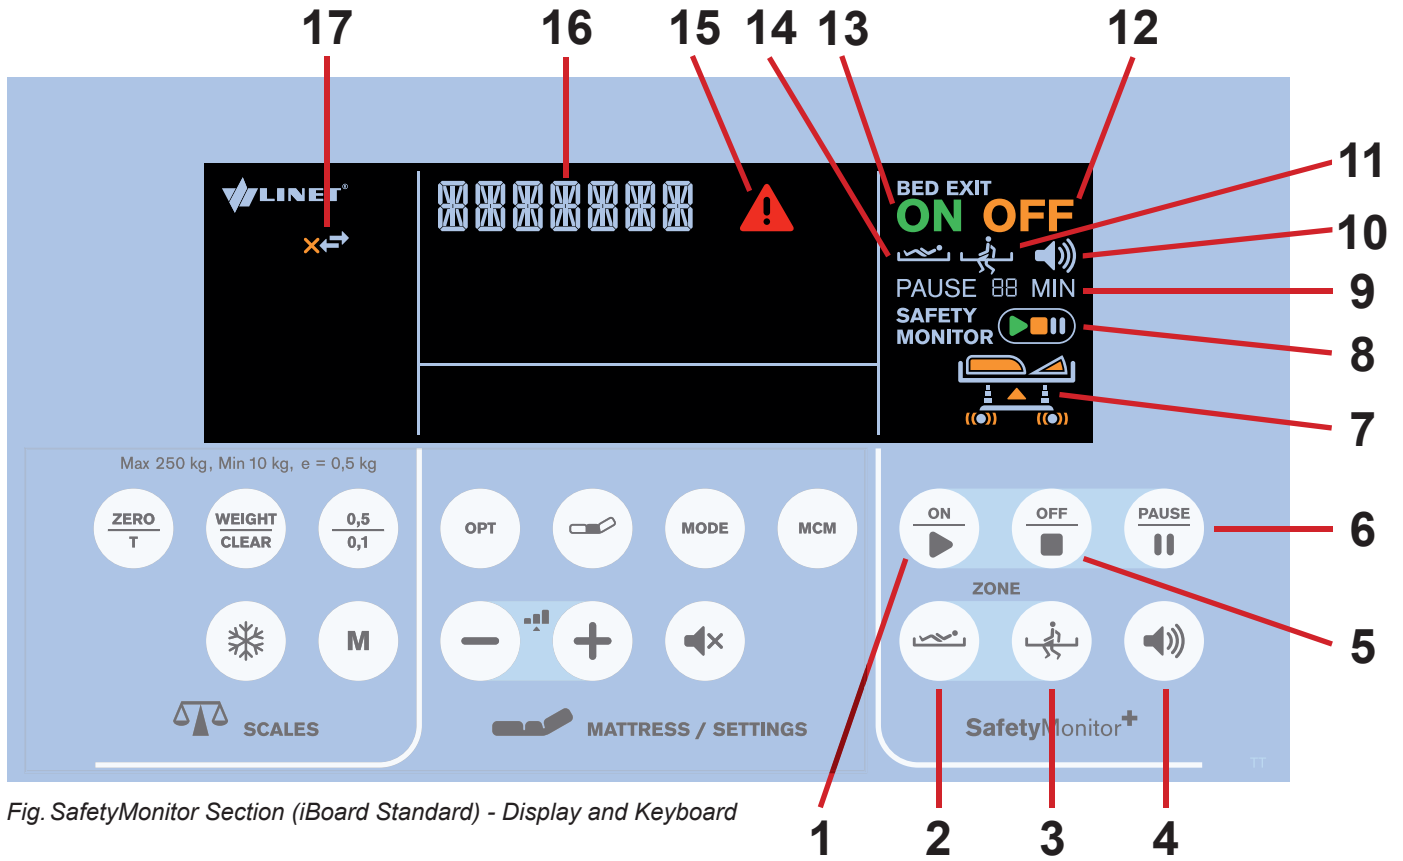 17 16 15 14 13 12
LINET®
BED EXIT
ON OFF
11
10
PAUSE 88 MIN
9
SAFETY
MONITOR
8
7
Max 250 kg, Min 10 kg, e = 0,5 kg
ZERO
T
WEIGHT
CLEAR
0,5
0,1
OPT
MODE
MCM
ON
OFF
PAUSE
6
ZONE
M
5
SCALES
MATTRESS / SETTINGS
SafetyMonitor+
TT
Fig. SafetyMonitor Section (iBoard Standard) - Display and Keyboard
1 2 3 4